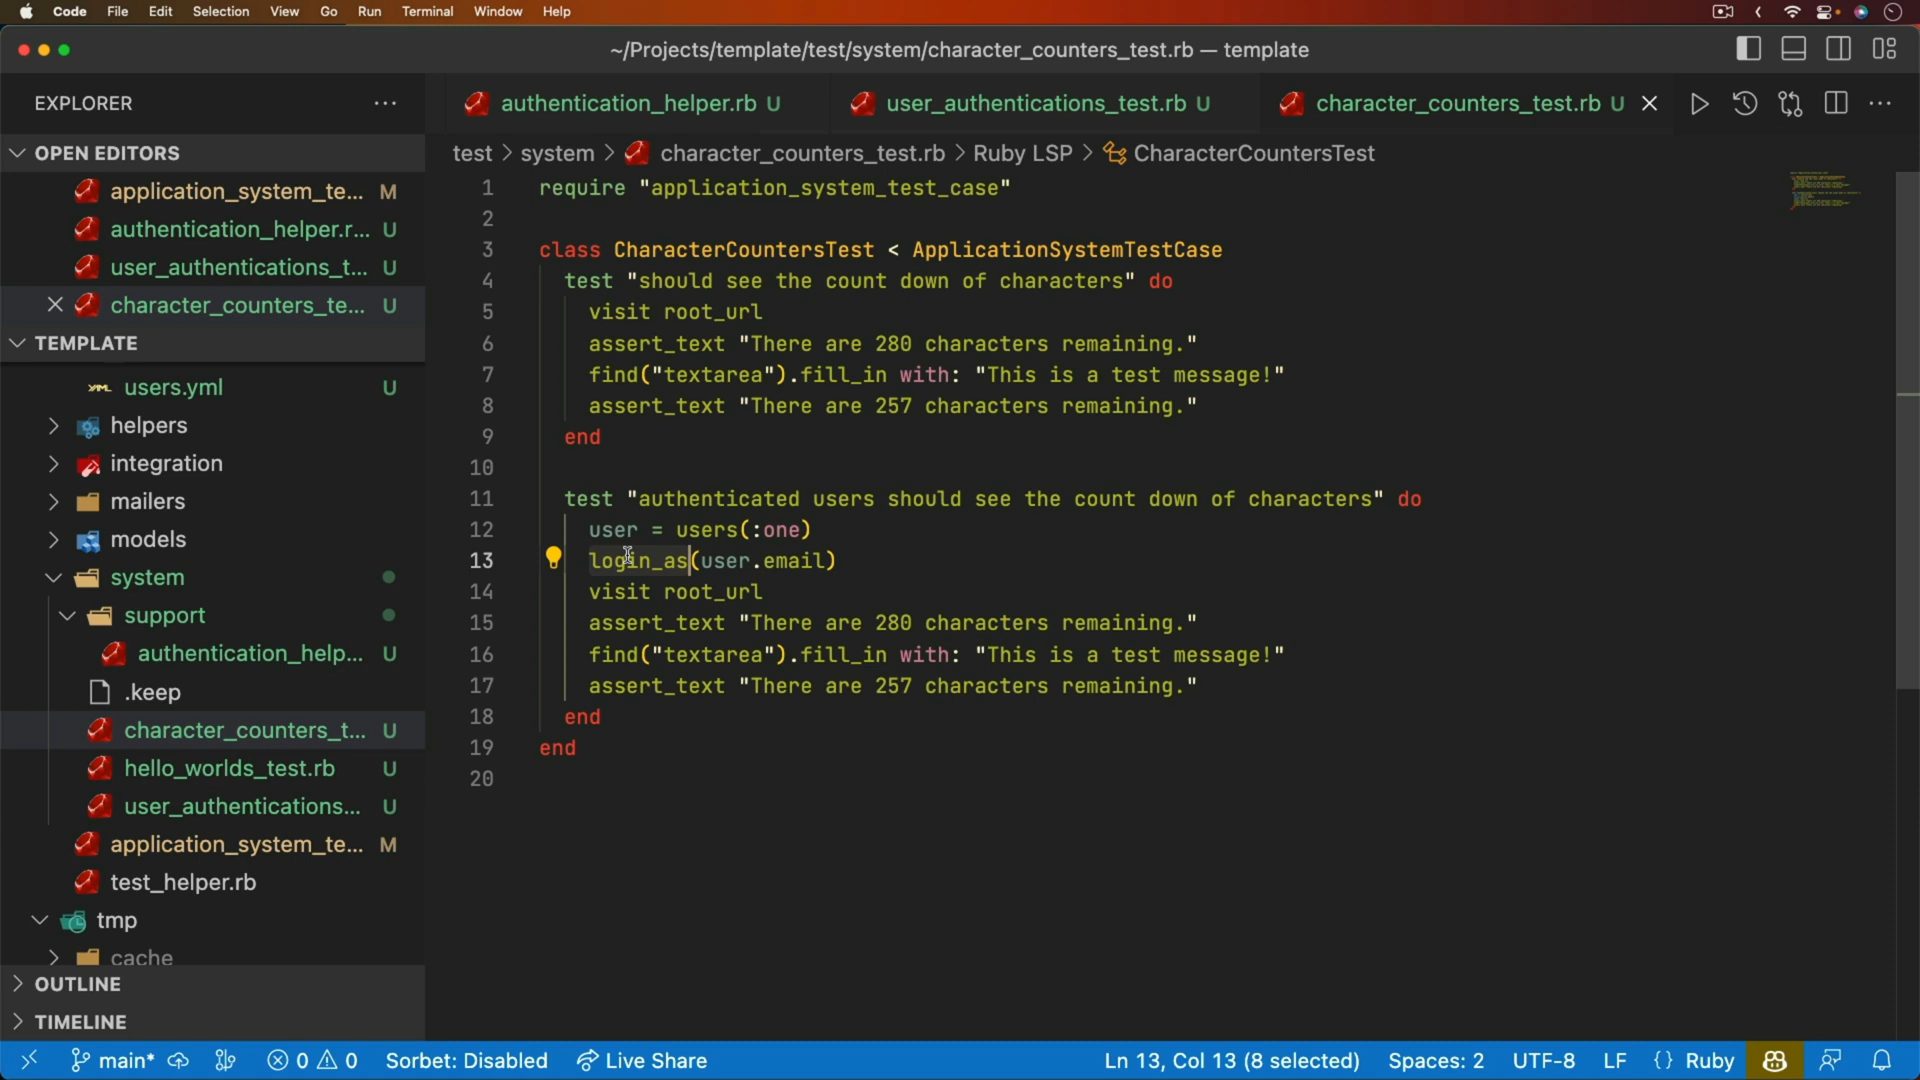 Code File Edit Selection View Go Run Terminal Window Help
~/Projects/template/test/system/character_counters_test.rb — template
EXPLORER
authentication_helper.rb U
user_authentications_test.rb U
character_counters_test.rb U
OPEN EDITORS
test > system > character_counters_test.rb > Ruby LSP > CharacterCountersTest
application_system_te... M
authentication_helper.r... U
user_authentications_t... U
character_counters_te... U
TEMPLATE
users.yml U
helpers
integration
mailers
models
system
support
authentication_help... U
.keep
character_counters_t... U
hello_worlds_test.rb U
user_authentications... U
application_system_te... M
test_helper.rb
tmp
cache
OUTLINE
TIMELINE
1 require "application_system_test_case"
2
3 class CharacterCountersTest < ApplicationSystemTestCase
4 test "should see the count down of characters" do
5 visit root_url
6 assert_text "There are 280 characters remaining."
7 find("textarea").fill_in with: "This is a test message!"
8 assert_text "There are 257 characters remaining."
9 end
10
11 test "authenticated users should see the count down of characters" do
12 user = users(:one)
13 login_as(user.email)
14 visit root_url
15 assert_text "There are 280 characters remaining."
16 find("textarea").fill_in with: "This is a test message!"
17 assert_text "There are 257 characters remaining."
18 end
19 end
20
main* 0 0 Sorbet: Disabled Live Share Ln 13, Col 13 (8 selected) Spaces: 2 UTF-8 LF {} Ruby